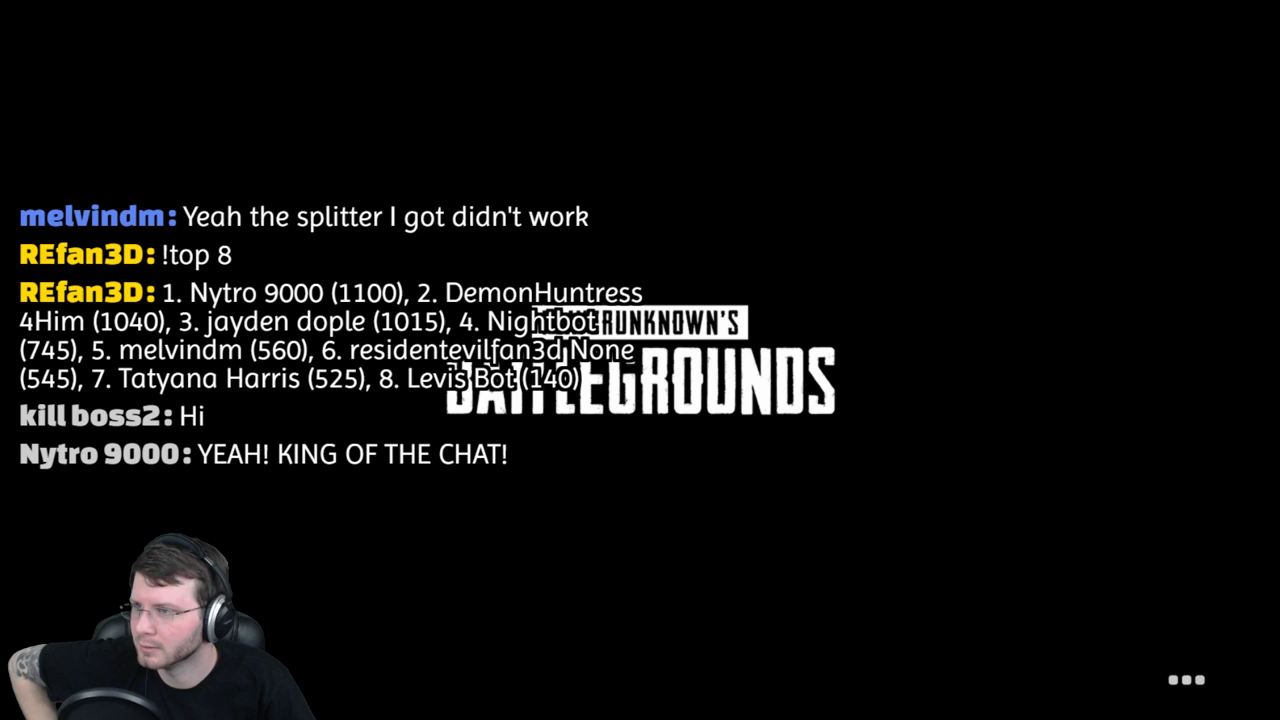 melvindm: Yeah the splitter I got didn't work
REfan3D: !top 8
REfan3D: 1. Nytro 9000 (1100), 2. DemonHuntress
4Him (1040), 3. jayden dople (1015), 4. Nightbot
(745), 5. melvindm (560), 6. residentevilfan3d None
(545), 7. Tatyana Harris (525), 8. Levis Bot (140)
kill boss2: Hi
Nytro 9000: YEAH! KING OF THE CHAT!
RUNKNOWN'S
BATTLEGROUNDS